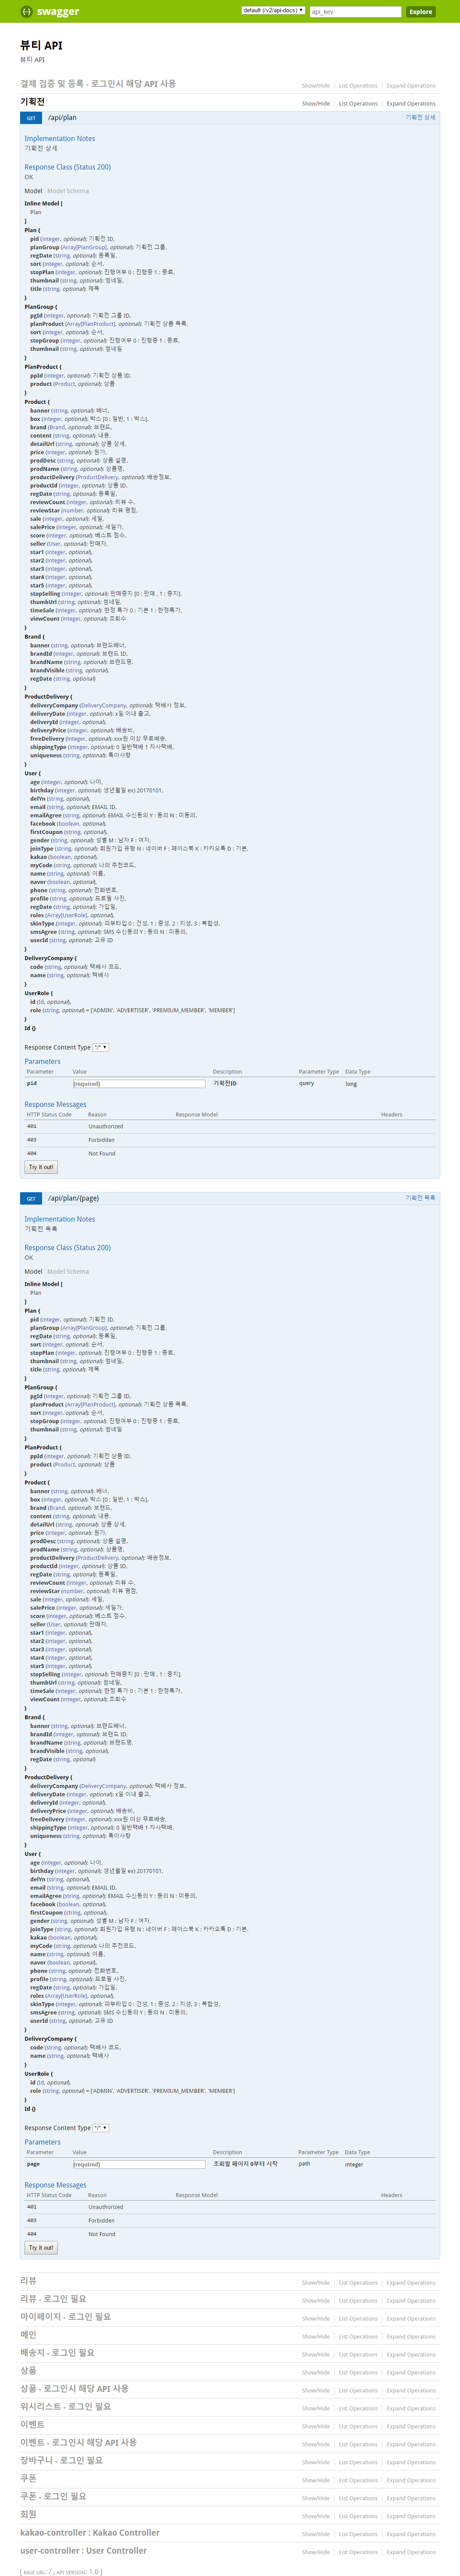 swagger
default (/v2/api-docs)
api_key
Explore
뷰티 API
뷰티 API
결제 검증 및 등록 - 로그인시 해당 API 사용
Show/Hide | List Operations | Expand Operations
기획전
Show/Hide | List Operations | Expand Operations
GET /api/plan 기획전 상세
Implementation Notes
기획전 상세
Response Class (Status 200)
OK
Model Model Schema
Inline Model [
Plan
]
Plan {
pid (integer, optional): 기획전 ID,
planGroup (Array[PlanGroup], optional): 기획전 그룹,
regDate (string, optional): 등록일,
sort (integer, optional): 순서,
stopPlan (integer, optional): 진행여부 0 : 진행중 1 : 종료,
thumbnail (string, optional): 썸네일,
title (string, optional): 제목
}
PlanGroup {
pgId (integer, optional): 기획전 그룹 ID,
planProduct (Array[PlanProduct], optional): 기획전 상품 목록,
sort (integer, optional): 순서,
stopGroup (integer, optional): 진행여부 0 : 진행중 1 : 종료,
thumbnail (string, optional): 썸네일
}
PlanProduct {
ppId (integer, optional): 기획전 상품 ID,
product (Product, optional): 상품
}
Product {
banner (string, optional): 배너,
box (integer, optional): 박스 [0 : 일반, 1 : 박스],
brand (Brand, optional): 브랜드,
content (string, optional): 내용,
detailUrl (string, optional): 상품 상세,
price (integer, optional): 원가,
prodDesc (string, optional): 상품 설명,
prodName (string, optional): 상품명,
productDelivery (ProductDelivery, optional): 배송정보,
productId (integer, optional): 상품 ID,
regDate (string, optional): 등록일,
reviewCount (integer, optional): 리뷰 수,
reviewStar (number, optional): 리뷰 평점,
sale (integer, optional): 세일,
salePrice (integer, optional): 세일가,
score (integer, optional): 베스트 점수,
seller (User, optional): 판매자,
star1 (integer, optional),
star2 (integer, optional),
star3 (integer, optional),
star4 (integer, optional),
star5 (integer, optional),
stopSelling (integer, optional): 판매중지 [0 : 판매 , 1 : 중지],
thumbUrl (string, optional): 썸네일,
timeSale (integer, optional): 한정 특가 0 : 기본 1 : 한정특가,
viewCount (integer, optional): 조회수
}
Brand {
banner (string, optional): 브랜드배너,
brandId (integer, optional): 브랜드 ID,
brandName (string, optional): 브랜드명,
brandVisible (string, optional),
regDate (string, optional)
}
ProductDelivery {
deliveryCompany (DeliveryCompany, optional): 택배사 정보,
deliveryDate (integer, optional): x일 이내 출고,
deliveryId (integer, optional),
deliveryPrice (integer, optional): 배송비,
freeDelivery (integer, optional): xxx원 이상 무료배송,
shippingType (integer, optional): 0 일반택배 1 자사택배,
uniqueness (string, optional): 특이사항
}
User {
age (integer, optional): 나이,
birthday (integer, optional): 생년월일 ex) 20170101,
delYn (string, optional),
email (string, optional): EMAIL ID,
emailAgree (string, optional): EMAIL 수신동의 Y : 동의 N : 미동의,
facebook (boolean, optional),
firstCoupon (string, optional),
gender (string, optional): 성별 M : 남자 F : 여자,
joinType (string, optional): 회원가입 유형 N : 네이버 F : 페이스북 K : 카카오톡 D : 기본,
kakao (boolean, optional),
myCode (string, optional): 나의 추천코드,
name (string, optional): 이름,
naver (boolean, optional),
phone (string, optional): 전화번호,
profile (string, optional): 프로필 사진,
regDate (string, optional): 가입일,
roles (Array[UserRole], optional),
skinType (integer, optional): 피부타입 0 : 건성, 1 : 중성, 2 : 지성, 3 : 복합성,
smsAgree (string, optional): SMS 수신동의 Y : 동의 N : 미동의,
userId (string, optional): 고유 ID
}
DeliveryCompany {
code (string, optional): 택배사 코드,
name (string, optional): 택배사
}
UserRole {
id (Id, optional),
role (string, optional) = ['ADMIN', 'ADVERTISER', 'PREMIUM_MEMBER', 'MEMBER']
}
Id {}
Response Content Type */*
Parameters
Parameter Value Description Parameter Type Data Type
pid (required) 기획전ID query long
Response Messages
HTTP Status Code Reason Response Model Headers
401 Unauthorized
403 Forbidden
404 Not Found
Try it out!
GET /api/plan/{page} 기획전 목록
Implementation Notes
기획전 목록
Response Class (Status 200)
OK
Model Model Schema
Inline Model [
Plan
]
Plan {
pid (integer, optional): 기획전 ID,
planGroup (Array[PlanGroup], optional): 기획전 그룹,
regDate (string, optional): 등록일,
sort (integer, optional): 순서,
stopPlan (integer, optional): 진행여부 0 : 진행중 1 : 종료,
thumbnail (string, optional): 썸네일,
title (string, optional): 제목
}
PlanGroup {
pgId (integer, optional): 기획전 그룹 ID,
planProduct (Array[PlanProduct], optional): 기획전 상품 목록,
sort (integer, optional): 순서,
stopGroup (integer, optional): 진행여부 0 : 진행중 1 : 종료,
thumbnail (string, optional): 썸네일
}
PlanProduct {
ppId (integer, optional): 기획전 상품 ID,
product (Product, optional): 상품
}
Product {
banner (string, optional): 배너,
box (integer, optional): 박스 [0 : 일반, 1 : 박스],
brand (Brand, optional): 브랜드,
content (string, optional): 내용,
detailUrl (string, optional): 상품 상세,
price (integer, optional): 원가,
prodDesc (string, optional): 상품 설명,
prodName (string, optional): 상품명,
productDelivery (ProductDelivery, optional): 배송정보,
productId (integer, optional): 상품 ID,
regDate (string, optional): 등록일,
reviewCount (integer, optional): 리뷰 수,
reviewStar (number, optional): 리뷰 평점,
sale (integer, optional): 세일,
salePrice (integer, optional): 세일가,
score (integer, optional): 베스트 점수,
seller (User, optional): 판매자,
star1 (integer, optional),
star2 (integer, optional),
star3 (integer, optional),
star4 (integer, optional),
star5 (integer, optional),
stopSelling (integer, optional): 판매중지 [0 : 판매 , 1 : 중지],
thumbUrl (string, optional): 썸네일,
timeSale (integer, optional): 한정 특가 0 : 기본 1 : 한정특가,
viewCount (integer, optional): 조회수
}
Brand {
banner (string, optional): 브랜드배너,
brandId (integer, optional): 브랜드 ID,
brandName (string, optional): 브랜드명,
brandVisible (string, optional),
regDate (string, optional)
}
ProductDelivery {
deliveryCompany (DeliveryCompany, optional): 택배사 정보,
deliveryDate (integer, optional): x일 이내 출고,
deliveryId (integer, optional),
deliveryPrice (integer, optional): 배송비,
freeDelivery (integer, optional): xxx원 이상 무료배송,
shippingType (integer, optional): 0 일반택배 1 자사택배,
uniqueness (string, optional): 특이사항
}
User {
age (integer, optional): 나이,
birthday (integer, optional): 생년월일 ex) 20170101,
delYn (string, optional),
email (string, optional): EMAIL ID,
emailAgree (string, optional): EMAIL 수신동의 Y : 동의 N : 미동의,
facebook (boolean, optional),
firstCoupon (string, optional),
gender (string, optional): 성별 M : 남자 F : 여자,
joinType (string, optional): 회원가입 유형 N : 네이버 F : 페이스북 K : 카카오톡 D : 기본,
kakao (boolean, optional),
myCode (string, optional): 나의 추천코드,
name (string, optional): 이름,
naver (boolean, optional),
phone (string, optional): 전화번호,
profile (string, optional): 프로필 사진,
regDate (string, optional): 가입일,
roles (Array[UserRole], optional),
skinType (integer, optional): 피부타입 0 : 건성, 1 : 중성, 2 : 지성, 3 : 복합성,
smsAgree (string, optional): SMS 수신동의 Y : 동의 N : 미동의,
userId (string, optional): 고유 ID
}
DeliveryCompany {
code (string, optional): 택배사 코드,
name (string, optional): 택배사
}
UserRole {
id (Id, optional),
role (string, optional) = ['ADMIN', 'ADVERTISER', 'PREMIUM_MEMBER', 'MEMBER']
}
Id {}
Response Content Type */*
Parameters
Parameter Value Description Parameter Type Data Type
page (required) 조회할 페이지 0부터 시작 path integer
Response Messages
HTTP Status Code Reason Response Model Headers
401 Unauthorized
403 Forbidden
404 Not Found
Try it out!
리뷰 Show/Hide | List Operations | Expand Operations
리뷰 - 로그인 필요 Show/Hide | List Operations | Expand Operations
마이페이지 - 로그인 필요 Show/Hide | List Operations | Expand Operations
메인 Show/Hide | List Operations | Expand Operations
배송지 - 로그인 필요 Show/Hide | List Operations | Expand Operations
상품 Show/Hide | List Operations | Expand Operations
상품 - 로그인시 해당 API 사용 Show/Hide | List Operations | Expand Operations
위시리스트 - 로그인 필요 Show/Hide | List Operations | Expand Operations
이벤트 Show/Hide | List Operations | Expand Operations
이벤트 - 로그인시 해당 API 사용 Show/Hide | List Operations | Expand Operations
장바구니 - 로그인 필요 Show/Hide | List Operations | Expand Operations
쿠폰 Show/Hide | List Operations | Expand Operations
쿠폰 - 로그인 필요 Show/Hide | List Operations | Expand Operations
회원 Show/Hide | List Operations | Expand Operations
kakao-controller : Kakao Controller Show/Hide | List Operations | Expand Operations
user-controller : User Controller Show/Hide | List Operations | Expand Operations
[ BASE URL: / , API VERSION: 1.0 ]